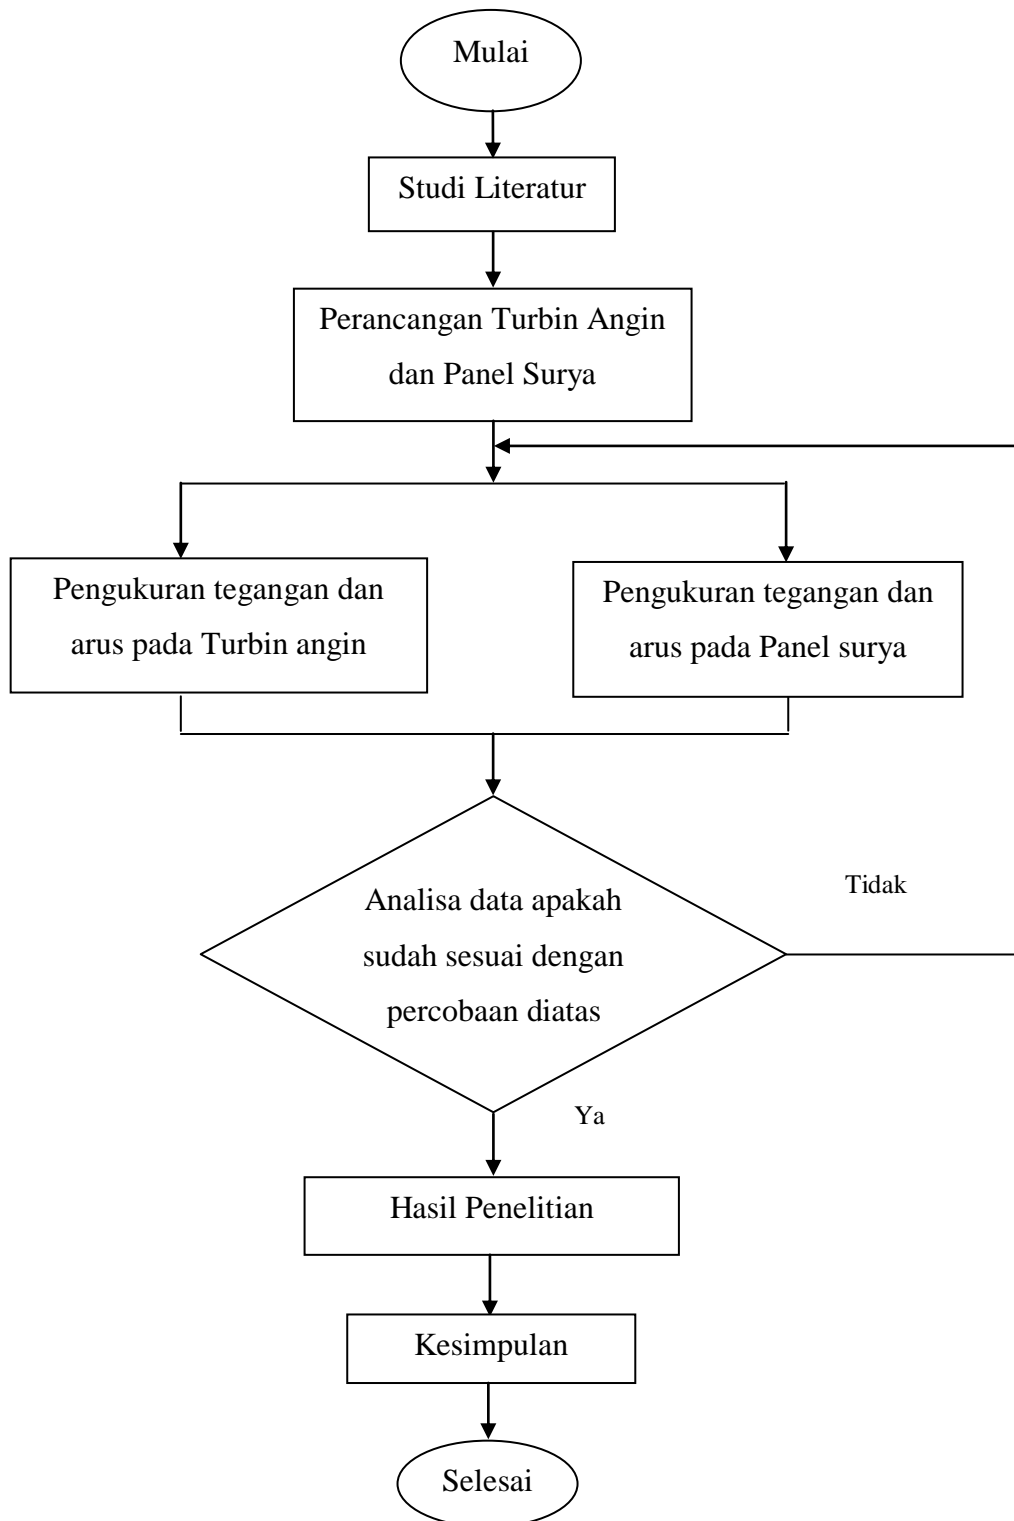 Mulai
Studi Literatur
Perancangan Turbin Angin
dan Panel Surya
Pengukuran tegangan dan
arus pada Turbin angin
Pengukuran tegangan dan
arus pada Panel surya
Analisa data apakah
sudah sesuai dengan
percobaan diatas
Tidak
Ya
Hasil Penelitian
Kesimpulan
Selesai